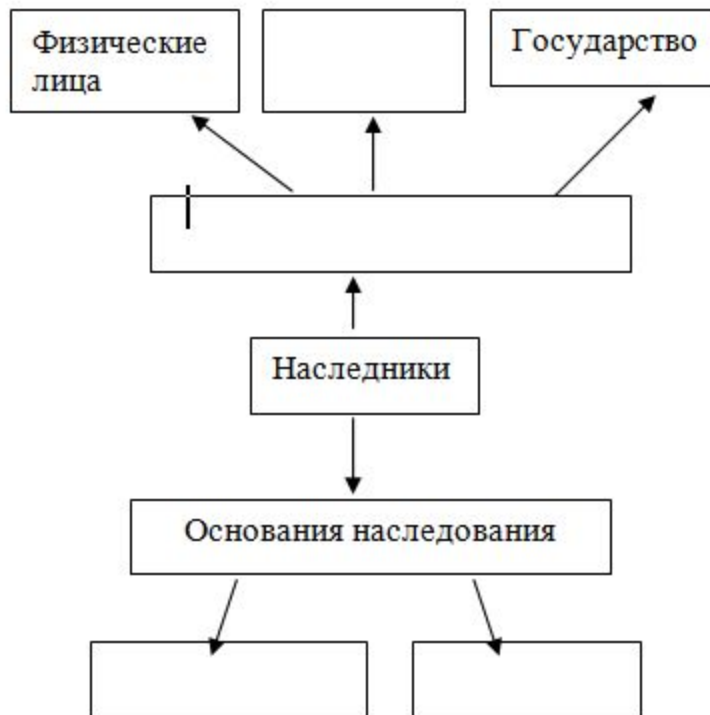 Физические
лица
Государство
Наследники
Основания наследования